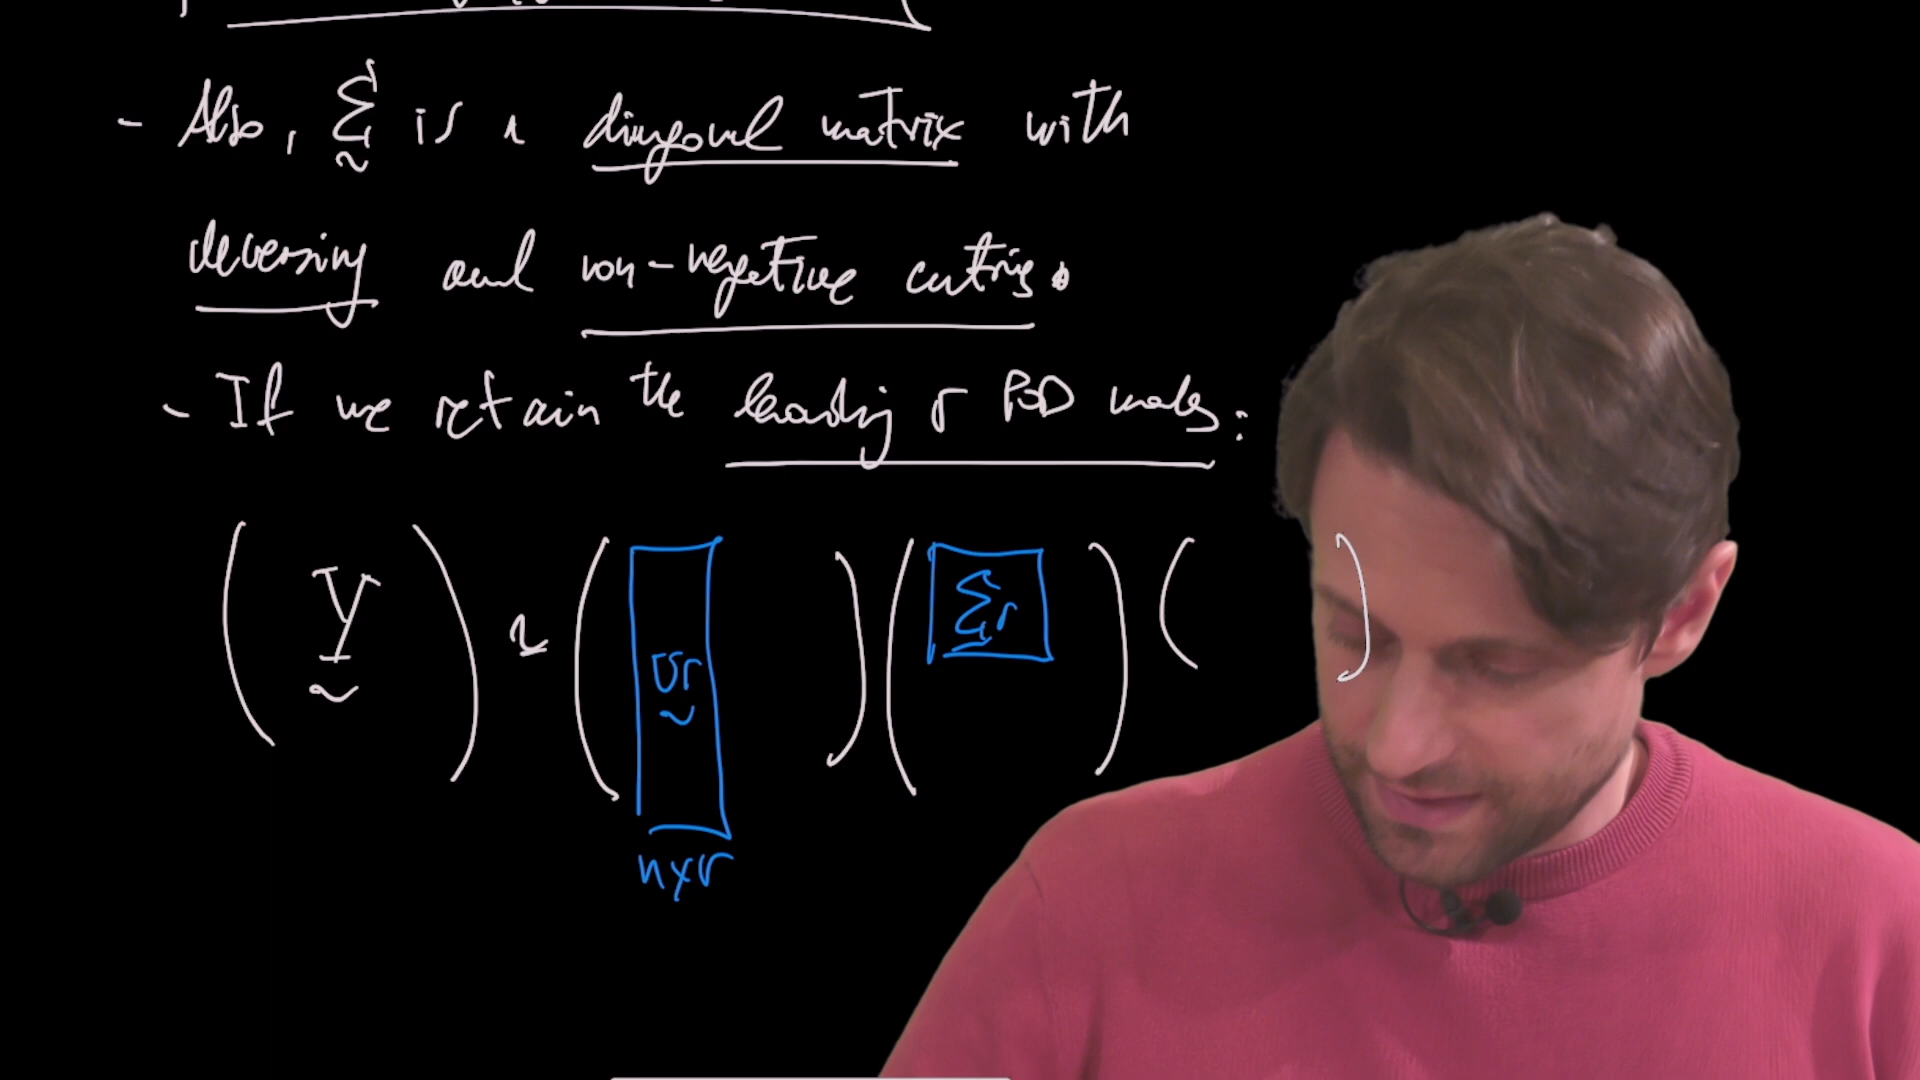 - Also, Σ is a diagonal matrix with
decreasing and non-negative entries.
- If we retain the leading r POD modes:
( Y ) ≈ ( Ur ) ( Σr ) ( )
n×r